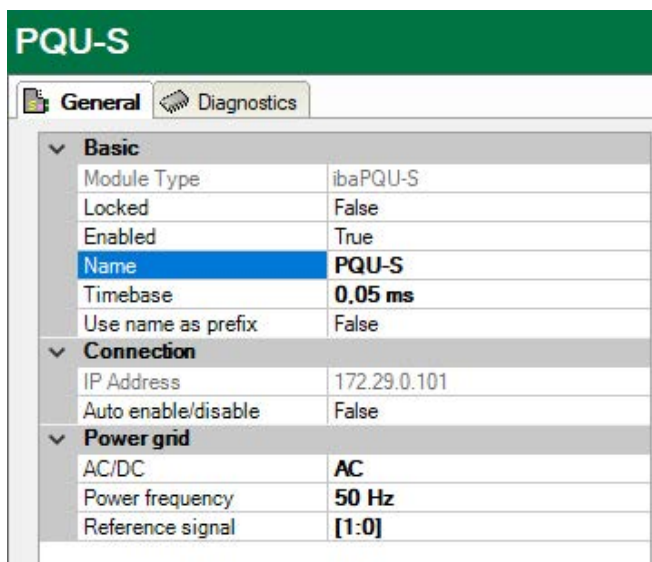 PQU-S
General Diagnostics
Basic
Module Type ibaPQU-S
Locked False
Enabled True
Name PQU-S
Timebase 0,05 ms
Use name as prefix False
Connection
IP Address 172.29.0.101
Auto enable/disable False
Power grid
AC/DC AC
Power frequency 50 Hz
Reference signal [1:0]